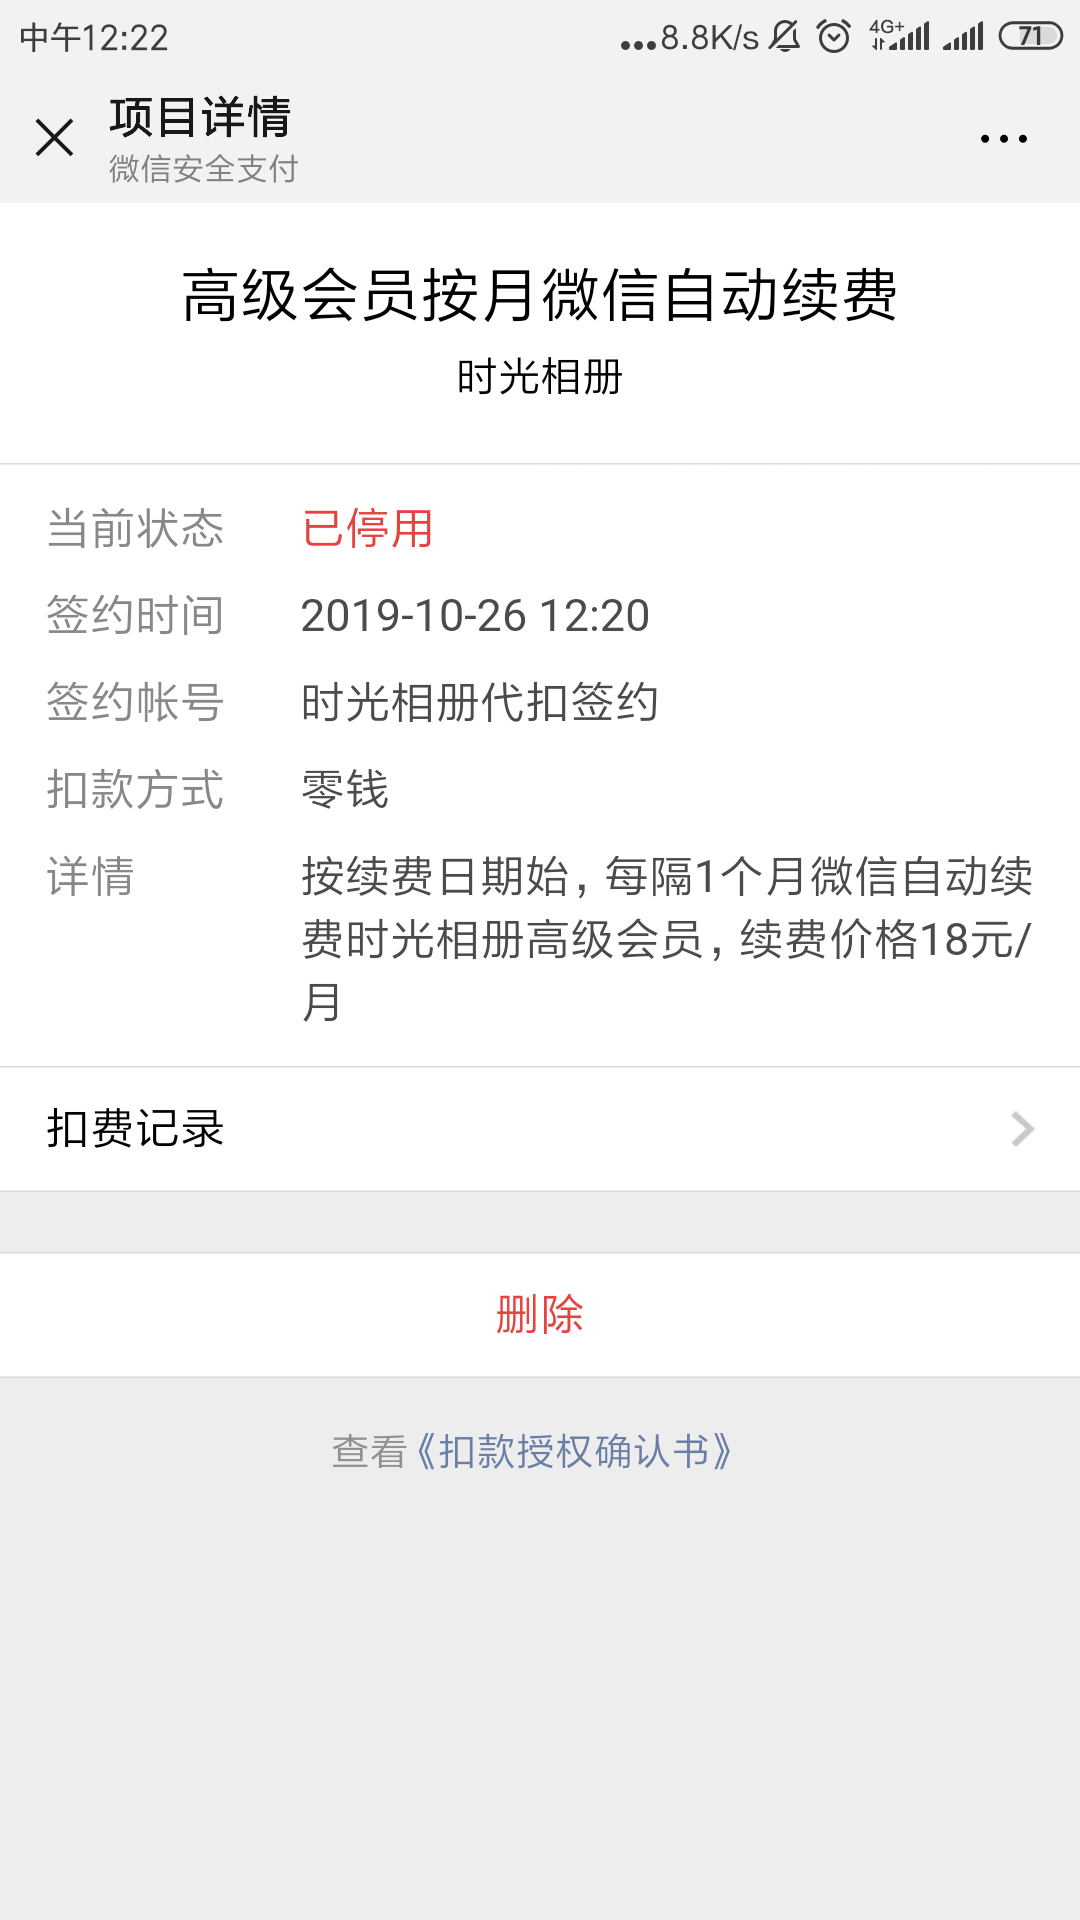 中午12:22
...8.8K/s 4G+ 71
项目详情
微信安全支付
高级会员按月微信自动续费
时光相册
当前状态 已停用
签约时间 2019-10-26 12:20
签约帐号 时光相册代扣签约
扣款方式 零钱
详情 按续费日期始，每隔1个月微信自动续
费时光相册高级会员，续费价格18元/
月
扣费记录
删除
查看《扣款授权确认书》